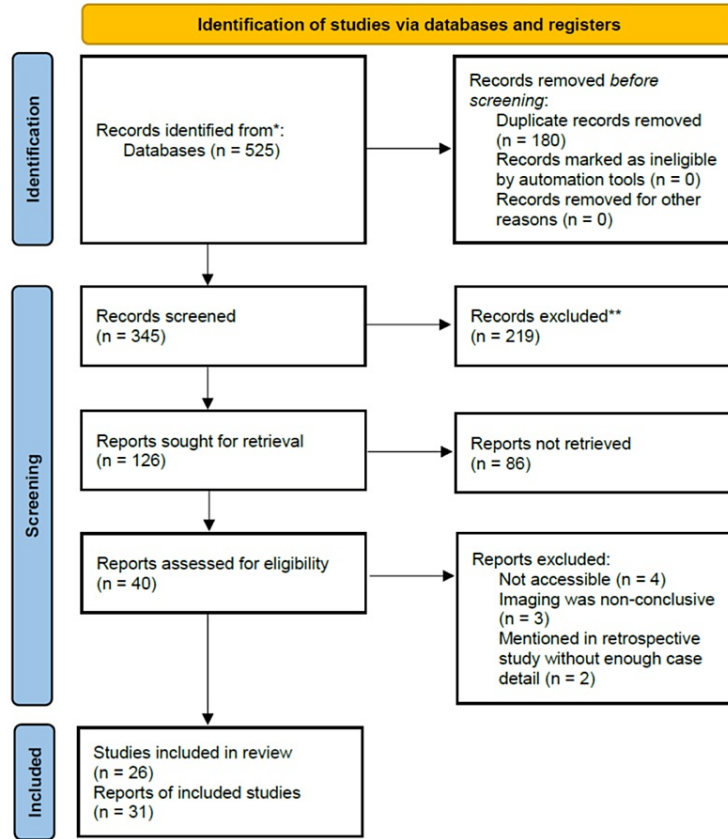 Identification of studies via databases and registers
Identification
Records identified from*:
Databases (n = 525)
Records removed before
screening:
Duplicate records removed
(n = 180)
Records marked as ineligible
by automation tools (n = 0)
Records removed for other
reasons (n = 0)
Screening
Records screened
(n = 345)
Records excluded**
(n = 219)
Reports sought for retrieval
(n = 126)
Reports not retrieved
(n = 86)
Reports assessed for eligibility
(n = 40)
Reports excluded:
Not accessible (n = 4)
Imaging was non-conclusive
(n = 3)
Mentioned in retrospective
study without enough case
detail (n = 2)
Included
Studies included in review
(n = 26)
Reports of included studies
(n = 31)